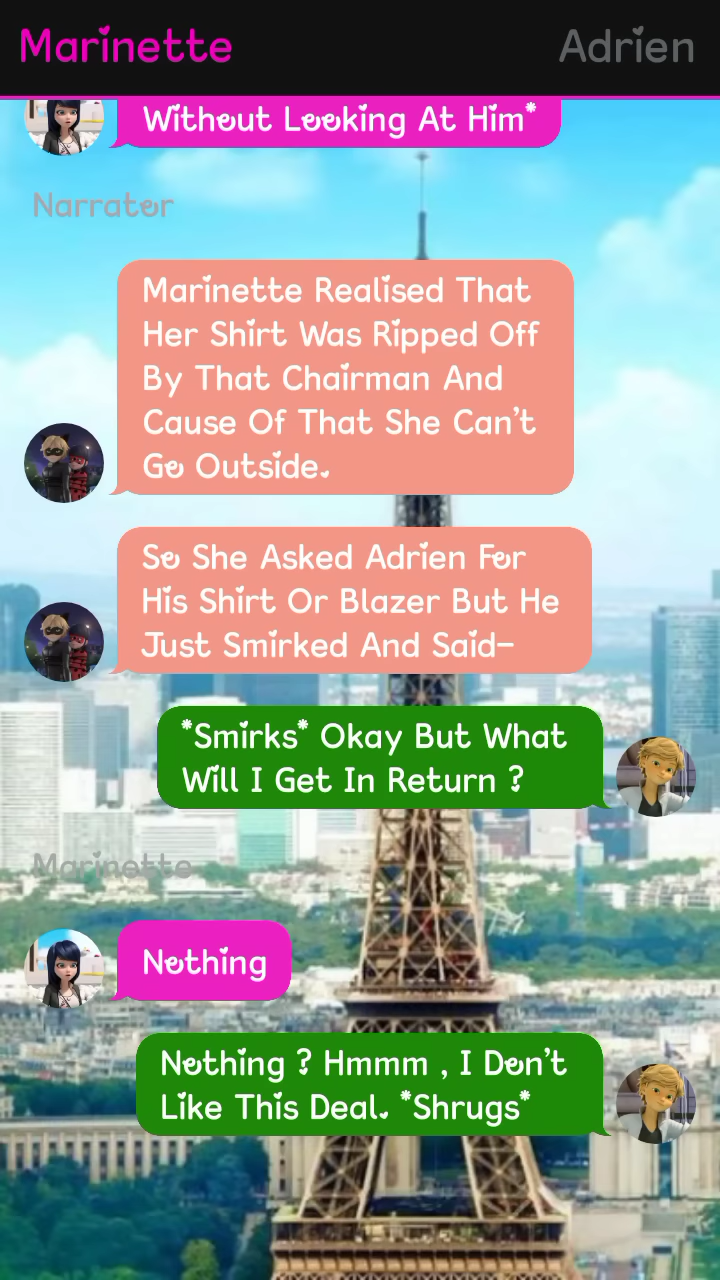 Marinette
Adrien
Without Looking At Him*
Narrator
Marinette Realised That
Her Shirt Was Ripped Off
By That Chairman And
Cause Of That She Can't
Go Outside.
So She Asked Adrien For
His Shirt Or Blazer But He
Just Smirked And Said-
*Smirks* Okay But What
Will I Get In Return ?
Marinette
Nothing
Nothing ? Hmmm , I Don't
Like This Deal. *Shrugs*